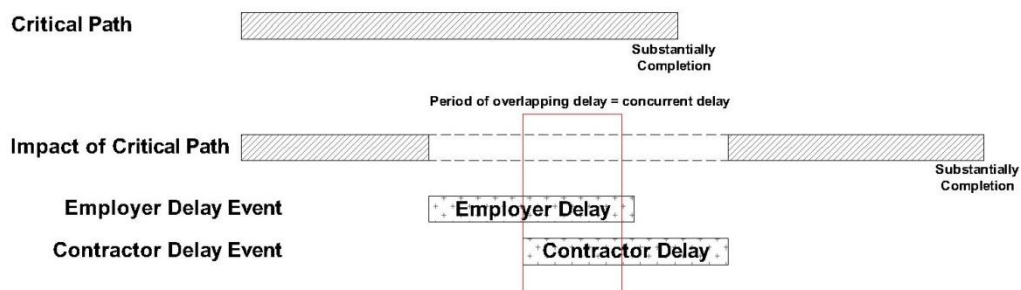 Critical Path
Substantially
Completion
Period of overlapping delay = concurrent delay
Impact of Critical Path
Substantially
Completion
Employer Delay Event
Employer Delay
Contractor Delay Event
Contractor Delay